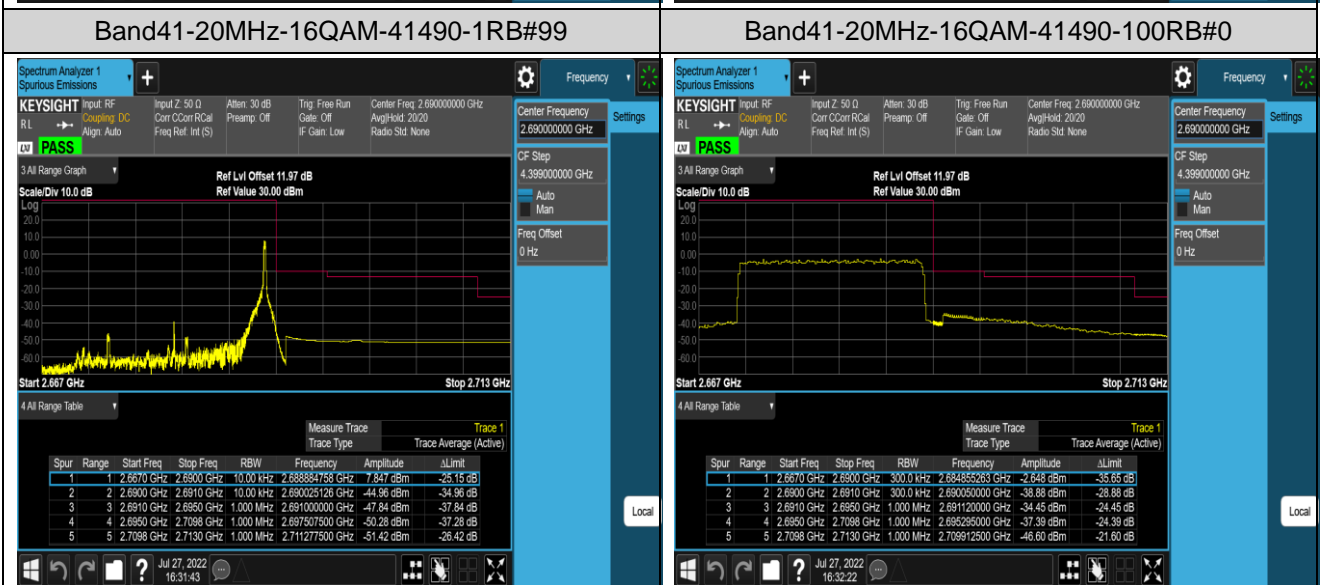 Band41-20MHz-16QAM-41490-1RB#99
Spectrum Analyzer 1
Spurious Emissions
Frequency
KEYSIGHT
Input: RF
Coupling: DC
Align: Auto
Input Z: 50 Ω
Corr CCorr RCal
Freq Ref: Int (S)
Atten: 30 dB
Preamp: Off
Trig: Free Run
Gate: Off
IF Gain: Low
Center Freq: 2.690000000 GHz
Avg|Hold: 20/20
Radio Std: None
RL
LXI
PASS
Center Frequency
2.690000000 GHz
Settings
CF Step
4.399000000 GHz
Auto
Man
Freq Offset
0 Hz
3 All Range Graph
Ref Lvl Offset 11.97 dB
Scale/Div 10.0 dB
Ref Value 30.00 dBm
Log
20.0
10.0
0.00
-10.0
-20.0
-30.0
-40.0
-50.0
-60.0
Start 2.667 GHz
Stop 2.713 GHz
4 All Range Table
Measure Trace Trace 1
Trace Type Trace Average (Active)
Spur Range Start Freq Stop Freq RBW Frequency Amplitude ΔLimit
1 1 2.6670 GHz 2.6900 GHz 10.00 kHz 2.688884758 GHz 7.847 dBm -25.15 dB
2 2 2.6900 GHz 2.6910 GHz 10.00 kHz 2.690025126 GHz -44.96 dBm -34.96 dB
3 3 2.6910 GHz 2.6950 GHz 1.000 MHz 2.691000000 GHz -47.84 dBm -37.84 dB
4 4 2.6950 GHz 2.7098 GHz 1.000 MHz 2.697507500 GHz -50.28 dBm -37.28 dB
5 5 2.7098 GHz 2.7130 GHz 1.000 MHz 2.711277500 GHz -51.42 dBm -26.42 dB
Local
Jul 27, 2022
16:31:43
Band41-20MHz-16QAM-41490-100RB#0
Spectrum Analyzer 1
Spurious Emissions
Frequency
KEYSIGHT
Input: RF
Coupling: DC
Align: Auto
Input Z: 50 Ω
Corr CCorr RCal
Freq Ref: Int (S)
Atten: 30 dB
Preamp: Off
Trig: Free Run
Gate: Off
IF Gain: Low
Center Freq: 2.690000000 GHz
Avg|Hold: 20/20
Radio Std: None
RL
LXI
PASS
Center Frequency
2.690000000 GHz
Settings
CF Step
4.399000000 GHz
Auto
Man
Freq Offset
0 Hz
3 All Range Graph
Ref Lvl Offset 11.97 dB
Scale/Div 10.0 dB
Ref Value 30.00 dBm
Log
20.0
10.0
0.00
-10.0
-20.0
-30.0
-40.0
-50.0
-60.0
Start 2.667 GHz
Stop 2.713 GHz
4 All Range Table
Measure Trace Trace 1
Trace Type Trace Average (Active)
Spur Range Start Freq Stop Freq RBW Frequency Amplitude ΔLimit
1 1 2.6670 GHz 2.6900 GHz 300.0 kHz 2.684855263 GHz -2.648 dBm -35.65 dB
2 2 2.6900 GHz 2.6910 GHz 300.0 kHz 2.690050000 GHz -38.88 dBm -28.88 dB
3 3 2.6910 GHz 2.6950 GHz 1.000 MHz 2.691120000 GHz -34.45 dBm -24.45 dB
4 4 2.6950 GHz 2.7098 GHz 1.000 MHz 2.695295000 GHz -37.39 dBm -24.39 dB
5 5 2.7098 GHz 2.7130 GHz 1.000 MHz 2.709912500 GHz -46.60 dBm -21.60 dB
Local
Jul 27, 2022
16:32:22